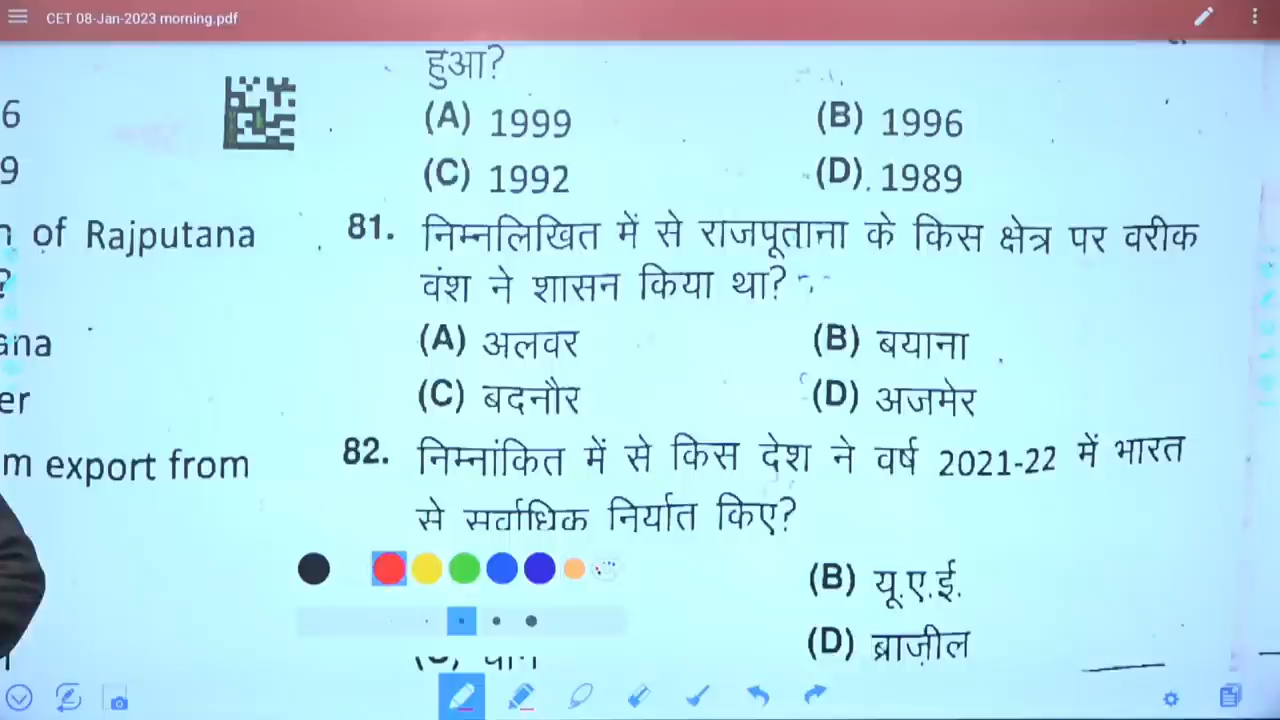 CET 08-Jan-2023 morning.pdf
हुआ?
6
(A) 1999
(B) 1996
9
(C) 1992
(D). 1989
of Rajputana
81. निम्नलिखित में से राजपूताना के किस क्षेत्र पर वरीक
?
वंश ने शासन किया था?
ana
(A) अलवर
(B) बयाना
er
(C) बदनौर
(D) अजमेर
m export from
82. निम्नांकित में से किस देश ने वर्ष 2021-22 में भारत
से सर्वाधिक निर्यात किए?
(B) यू.ए.ई.
(D) ब्राज़ील